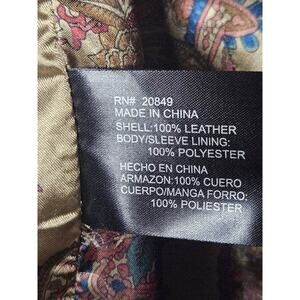 RN# 20849
MADE IN CHINA
SHELL:100% LEATHER
BODY/SLEEVE LINING:
100% POLYESTER
HECHO EN CHINA
ARMAZON:100% CUERO
CUERPO/MANGA FORRO:
100% POLIESTER